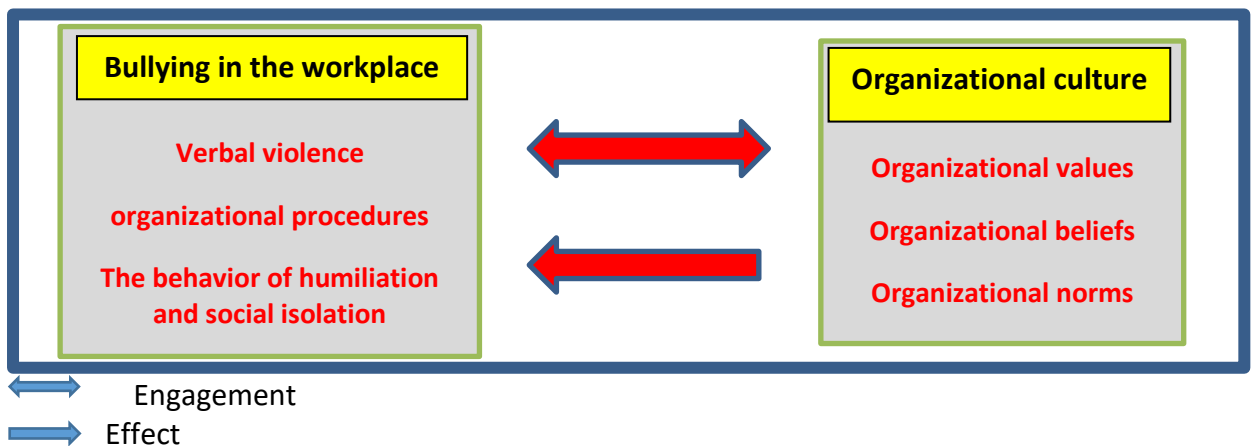 Bullying in the workplace
Verbal violence
organizational procedures
The behavior of humiliation
and social isolation
Organizational culture
Organizational values
Organizational beliefs
Organizational norms
Engagement
Effect